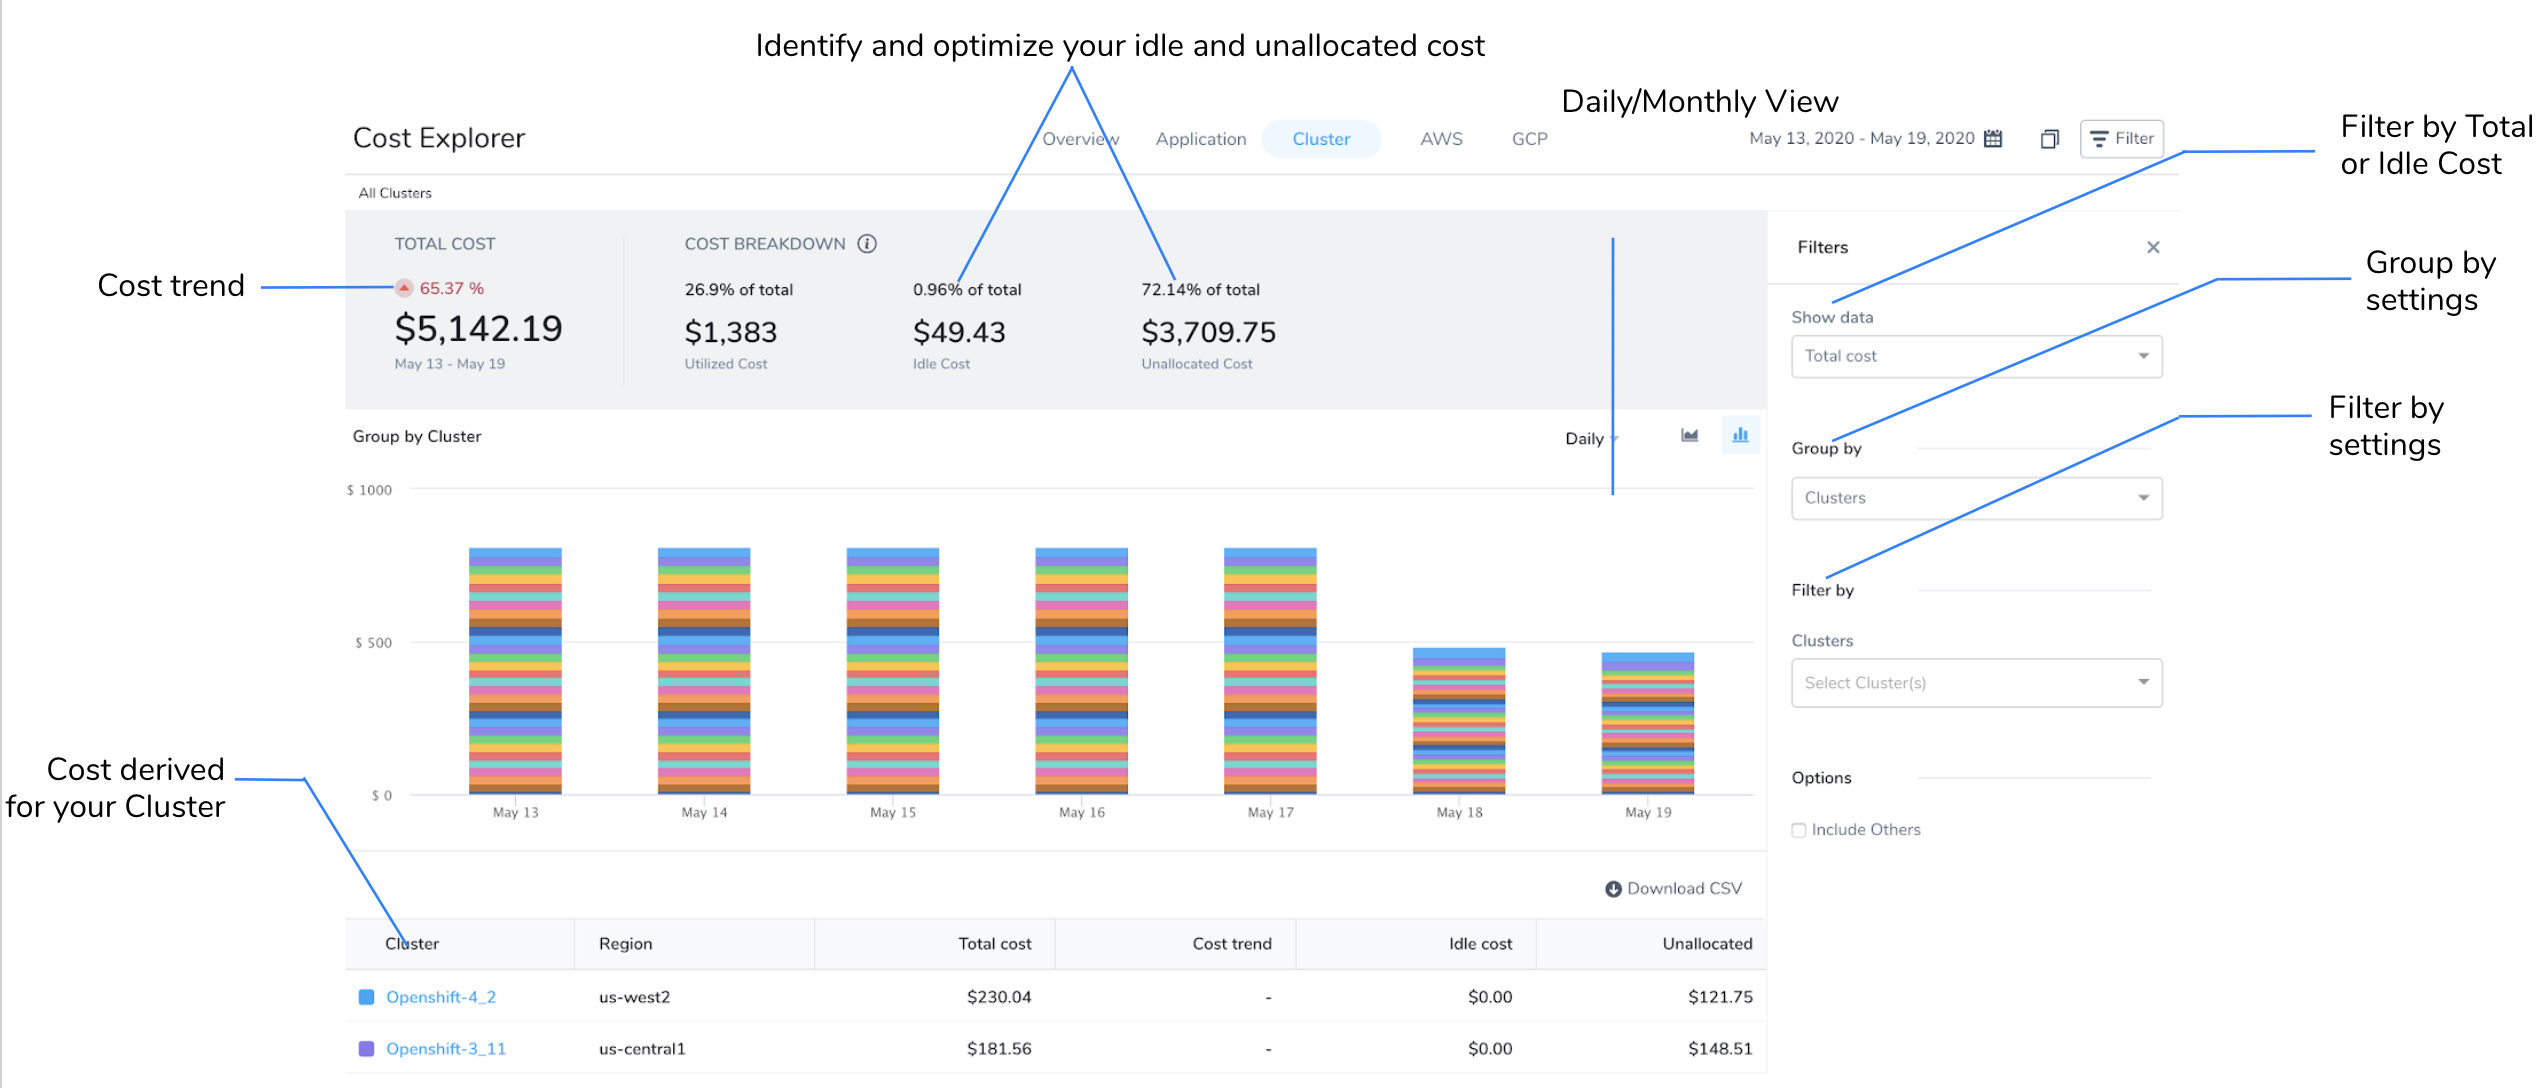 Identify and optimize your idle and unallocated cost
Daily/Monthly View
Filter by Total
or Idle Cost
Cost Explorer
Overview Application Cluster AWS GCP
May 13, 2020 - May 19, 2020
Filter
All Clusters
TOTAL COST
65.37 %
$5,142.19
May 13 - May 19
COST BREAKDOWN i
26.9% of total
$1,383
Utilized Cost
0.96% of total
$49.43
Idle Cost
72.14% of total
$3,709.75
Unallocated Cost
Cost trend
Filters
Show data
Total cost
Group by
settings
Group by
Clusters
Filter by
settings
Filter by
Clusters
Select Cluster(s)
Options
Include Others
Group by Cluster
Daily
$ 1000
$ 500
$ 0
May 13 May 14 May 15 May 16 May 17 May 18 May 19
Cost derived
for your Cluster
Download CSV
Cluster Region Total cost Cost trend Idle cost Unallocated
Openshift-4_2 us-west2 $230.04 - $0.00 $121.75
Openshift-3_11 us-central1 $181.56 - $0.00 $148.51